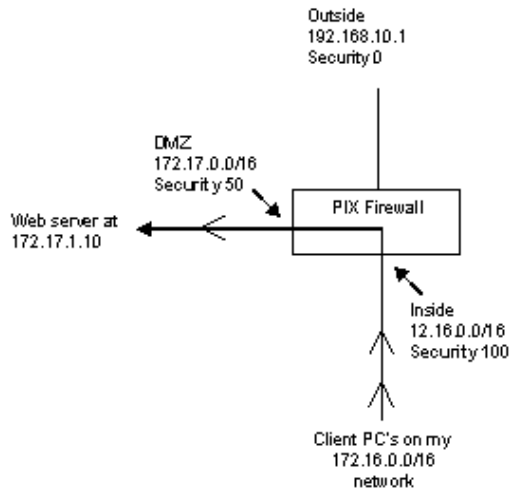 Outside
192.168.10.1
Security 0
DMZ
172.17.0.0/16
Security 50
PIX Firewall
Web server at
172.17.1.10
Inside
12.16.0.0/16
Security 100
Client PC's on my
172.16.0.0/16
network